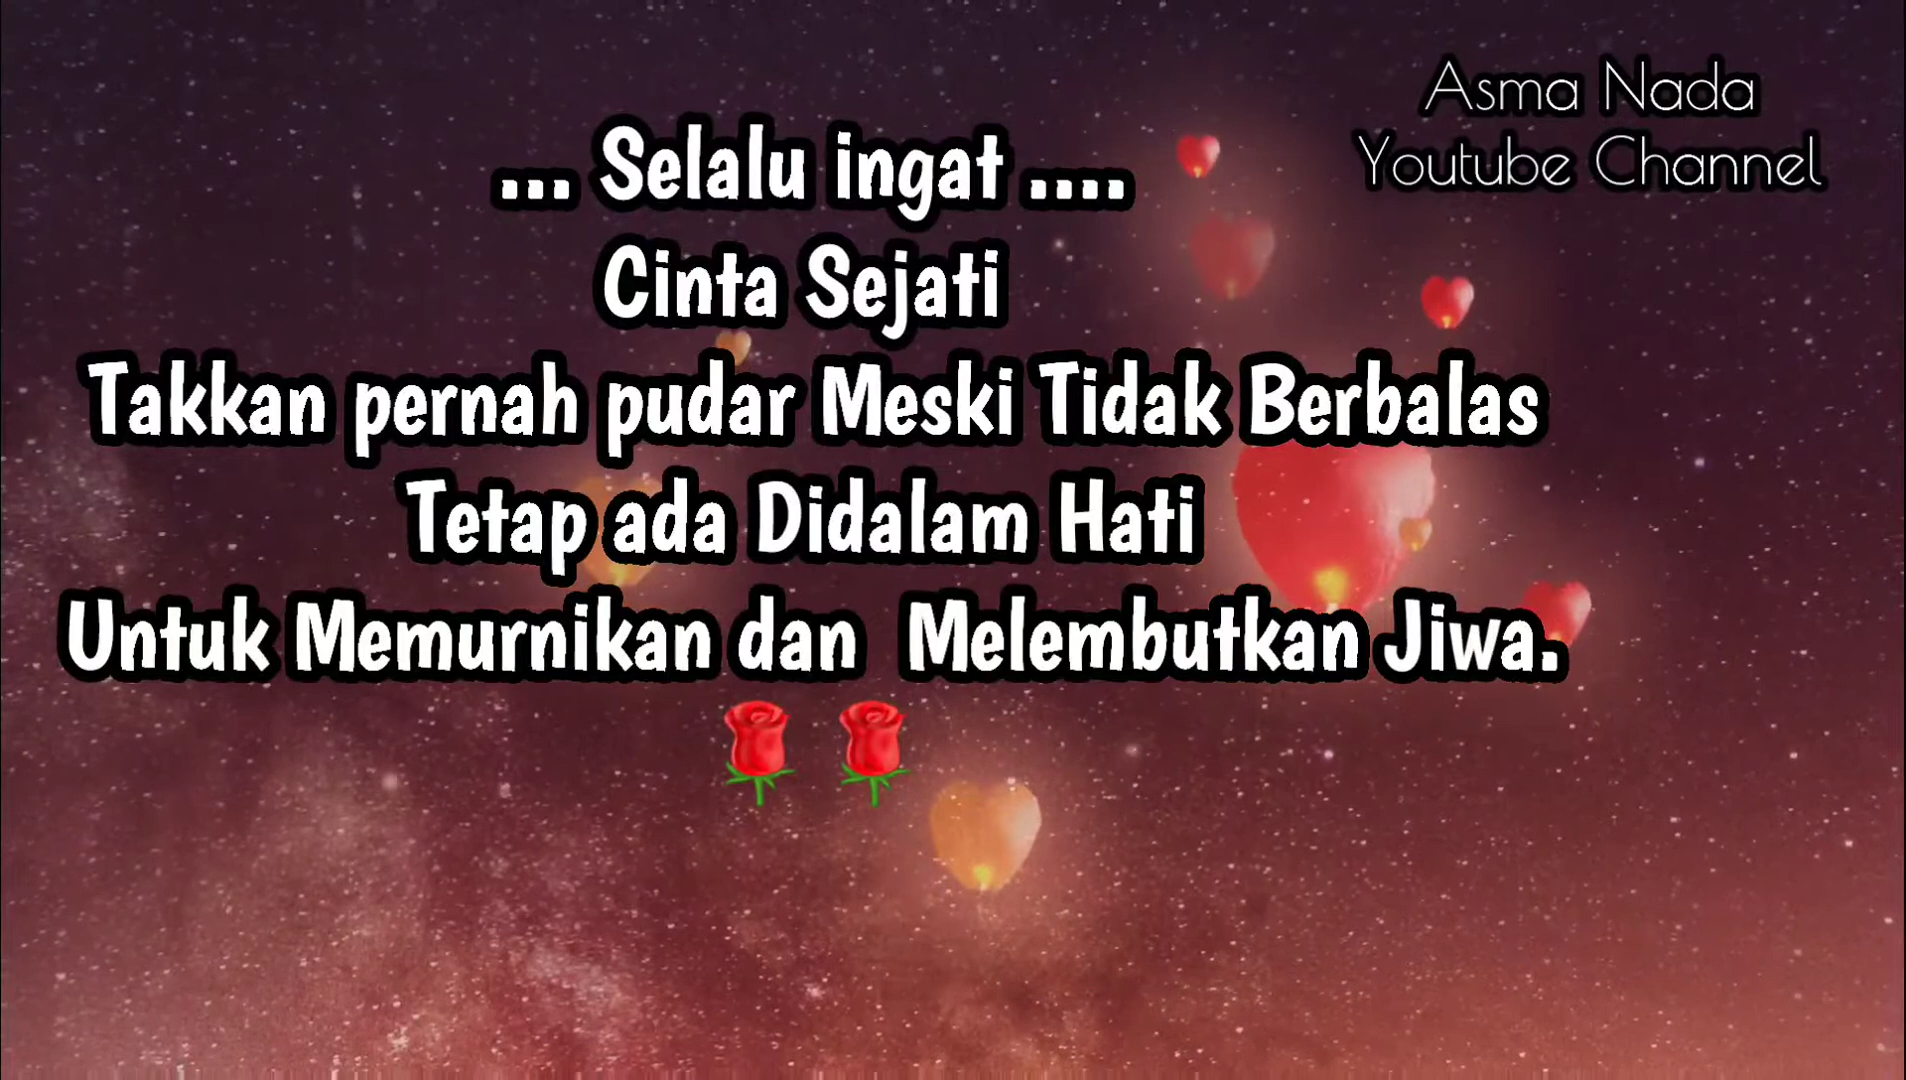 Asma Nada
Youtube Channel
... Selalu ingat ....
Cinta Sejati
Takkan pernah pudar Meski Tidak Berbalas
Tetap ada Didalam Hati
Untuk Memurnikan dan Melembutkan Jiwa.